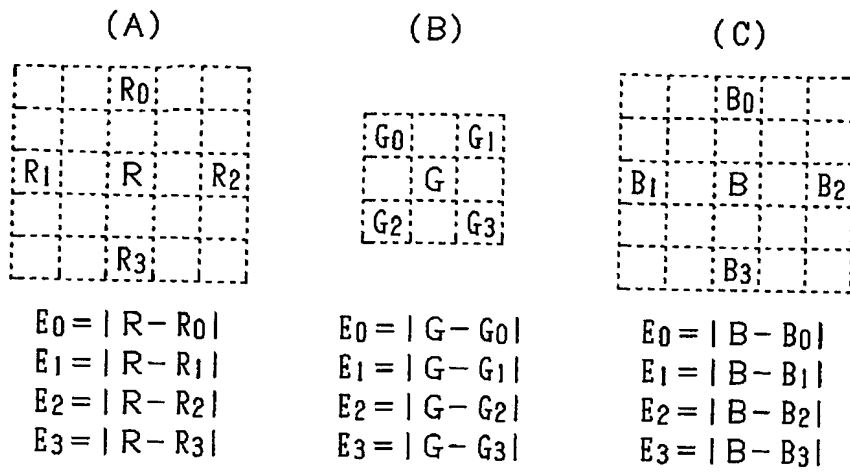 (A) (B) (C)
R0
R1 R R2
R3
G0 G1
G
G2 G3
B0
B1 B B2
B3
E0=|R-R0|
E1=|R-R1|
E2=|R-R2|
E3=|R-R3|
E0=|G-G0|
E1=|G-G1|
E2=|G-G2|
E3=|G-G3|
E0=|B-B0|
E1=|B-B1|
E2=|B-B2|
E3=|B-B3|